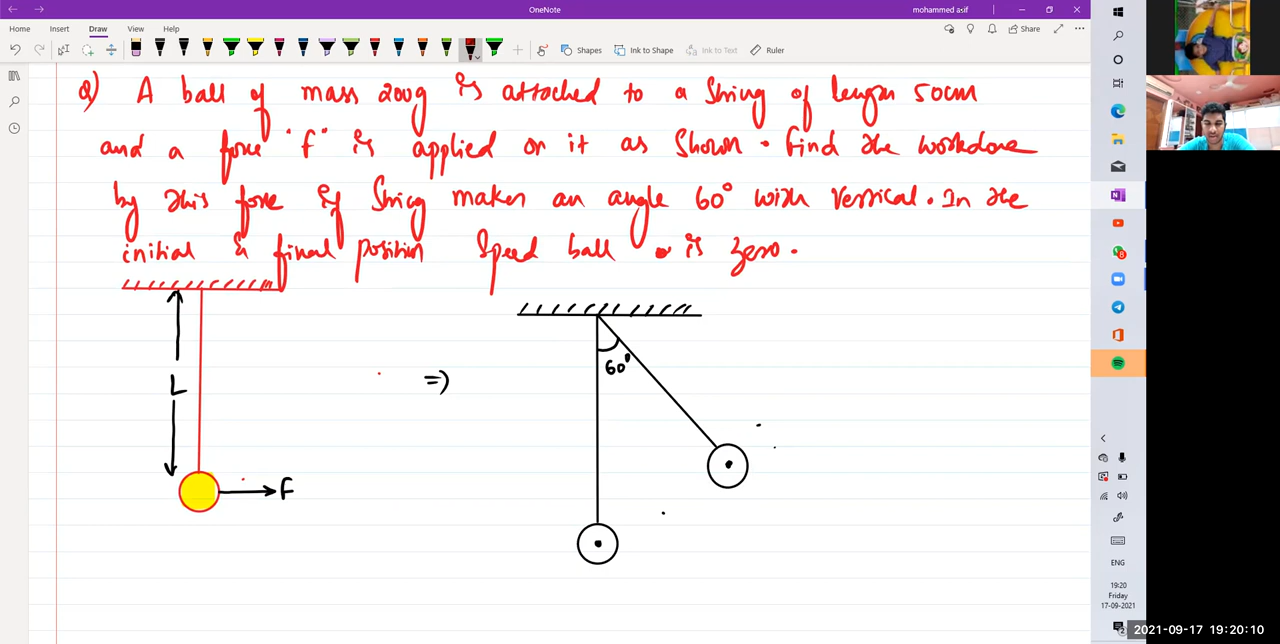 OneNote
mohammed asif
Home Insert Draw View Help
Share
Shapes Ink to Shape Ink to Text Ruler
Q) A ball of mass 200g is attached to a string of length 50cm
and a force "f" is applied on it as shown. find the workdone
by this force if string makes an angle 60° with vertical. In the
initial & final position speed ball is zero.
L
F
=)
60°
ENG
19:20
Friday
17-09-2021
2021-09-17 19:20:10